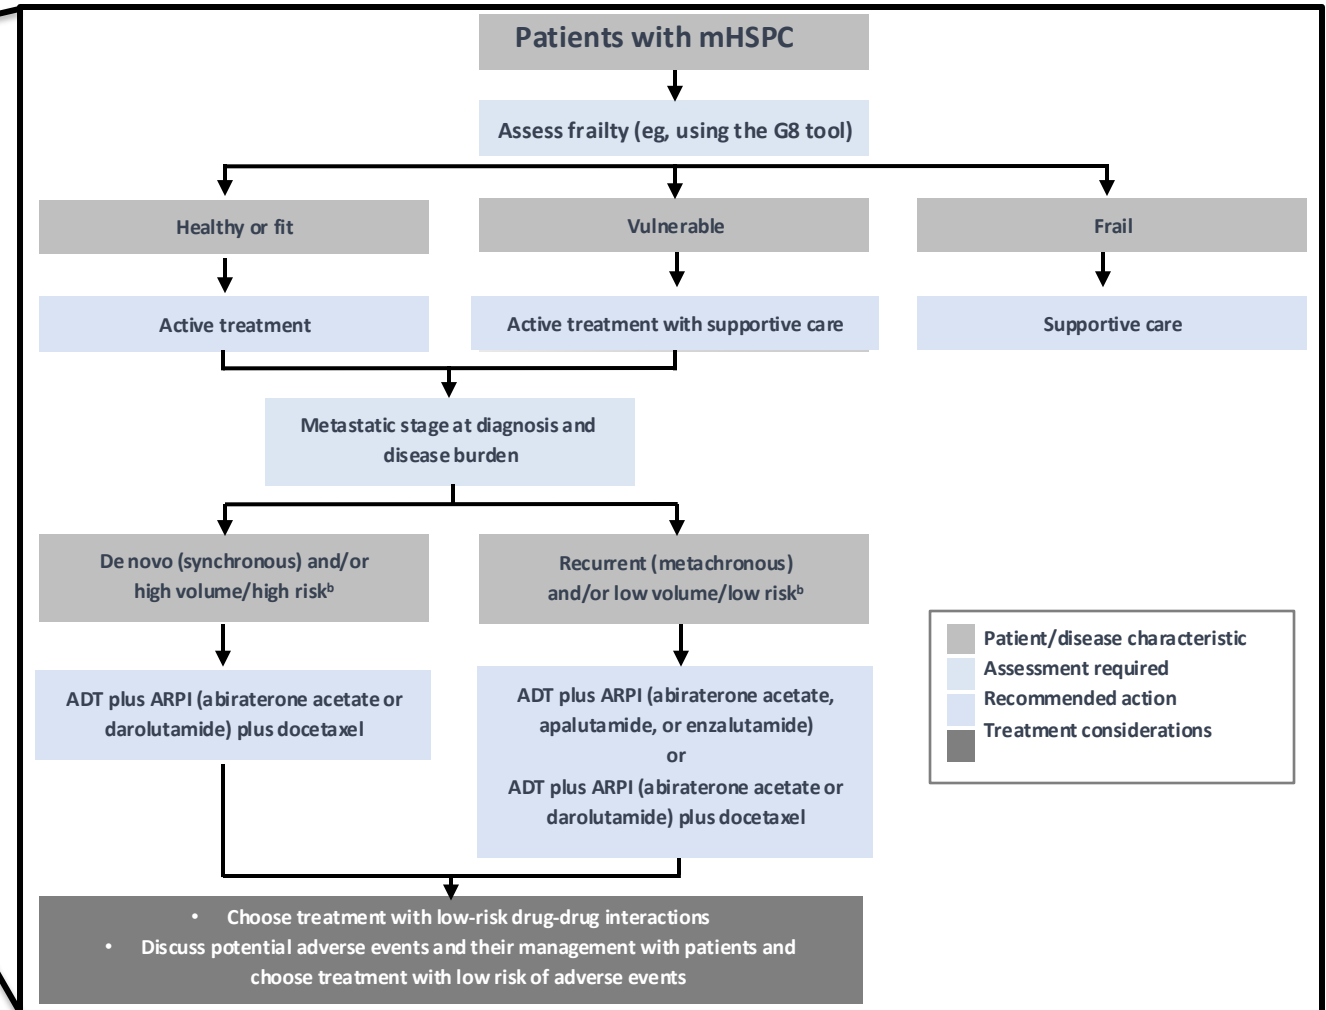 Patients with mHSPC
Assess frailty (eg, using the G8 tool)
Healthy or fit
Vulnerable
Frail
Active treatment
Active treatment with supportive care
Supportive care
Metastatic stage at diagnosis and
disease burden
De novo (synchronous) and/or
high volume/high riskᵇ
Recurrent (metachronous)
and/or low volume/low riskᵇ
ADT plus ARPI (abiraterone acetate or
darolutamide) plus docetaxel
ADT plus ARPI (abiraterone acetate,
apalutamide, or enzalutamide)
or
ADT plus ARPI (abiraterone acetate or
darolutamide) plus docetaxel
Patient/disease characteristic
Assessment required
Recommended action
Treatment considerations
• Choose treatment with low-risk drug-drug interactions
• Discuss potential adverse events and their management with patients and
choose treatment with low risk of adverse events